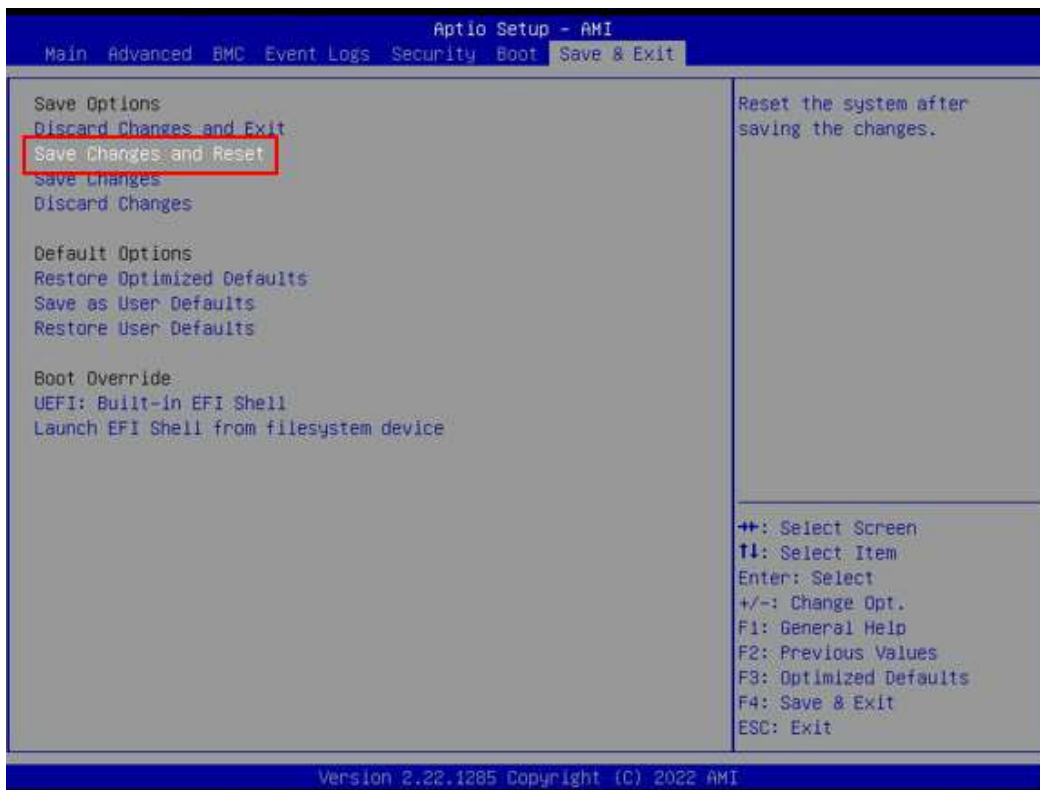 Aptio Setup - AMI
Main Advanced BMC Event Logs Security Boot Save & Exit
Save Options
Discard Changes and Exit
Save Changes and Reset
Save Changes
Discard Changes
Default Options
Restore Optimized Defaults
Save as User Defaults
Restore User Defaults
Boot Override
UEFI: Built-in EFI Shell
Launch EFI Shell from filesystem device
Reset the system after
saving the changes.
→←: Select Screen
↑↓: Select Item
Enter: Select
+/-: Change Opt.
F1: General Help
F2: Previous Values
F3: Optimized Defaults
F4: Save & Exit
ESC: Exit
Version 2.22.1285 Copyright (C) 2022 AMI